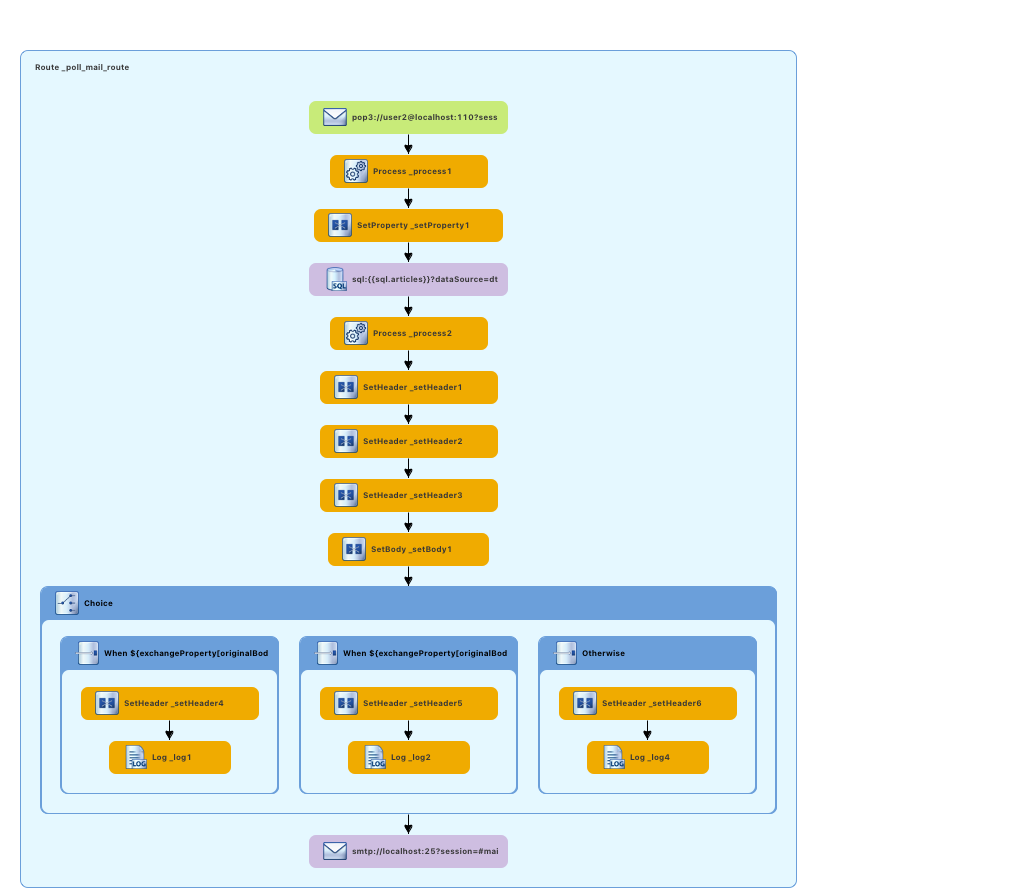 Route _poll_mail_route
pop3://user2@localhost:110?sess
Process _process1
SetProperty _setProperty1
sql:{{sql.articles}}?dataSource=dt
SQL
Process _process2
SetHeader _setHeader1
SetHeader _setHeader2
SetHeader _setHeader3
SetBody _setBody1
Choice
When ${exchangeProperty[originalBod
When ${exchangeProperty[originalBod
Otherwise
SetHeader _setHeader4
SetHeader _setHeader5
SetHeader _setHeader6
LOG Log _log1
LOG Log _log2
LOG Log _log4
smtp://localhost:25?session=#mai